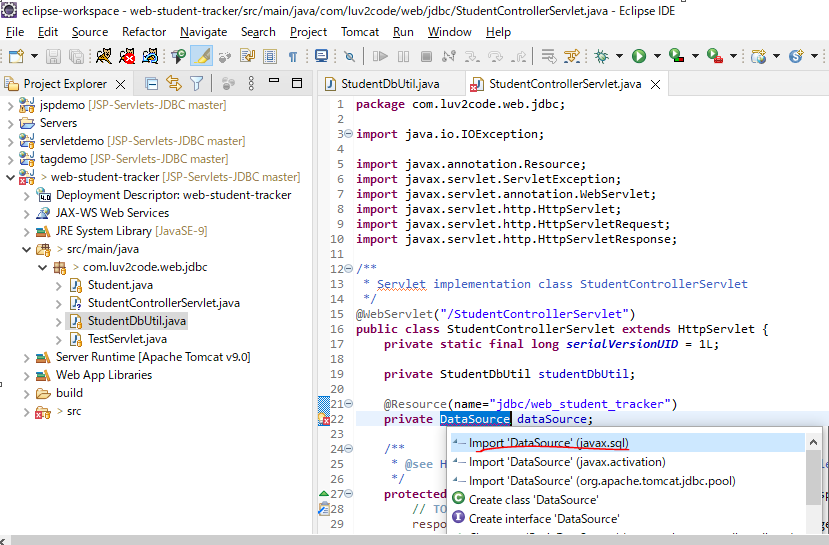 eclipse-workspace - web-student-tracker/src/main/java/com/luv2code/web/jdbc/StudentControllerServlet.java - Eclipse IDE
File Edit Source Refactor Navigate Search Project Tomcat Run Window Help
Project Explorer
jspdemo [JSP-Servlets-JDBC master]
Servers
servletdemo [JSP-Servlets-JDBC master]
tagdemo [JSP-Servlets-JDBC master]
> web-student-tracker [JSP-Servlets-JDBC master]
Deployment Descriptor: web-student-tracker
JAX-WS Web Services
JRE System Library [JavaSE-9]
> src/main/java
> com.luv2code.web.jdbc
Student.java
StudentControllerServlet.java
StudentDbUtil.java
TestServlet.java
Server Runtime [Apache Tomcat v9.0]
Web App Libraries
build
> src
StudentDbUtil.java StudentControllerServlet.java
1 package com.luv2code.web.jdbc;
2
3 import java.io.IOException;
4
5 import javax.annotation.Resource;
6 import javax.servlet.ServletException;
7 import javax.servlet.annotation.WebServlet;
8 import javax.servlet.http.HttpServlet;
9 import javax.servlet.http.HttpServletRequest;
10 import javax.servlet.http.HttpServletResponse;
11
12 /**
13 * Servlet implementation class StudentControllerServlet
14 */
15 @WebServlet("/StudentControllerServlet")
16 public class StudentControllerServlet extends HttpServlet {
17 private static final long serialVersionUID = 1L;
18
19 private StudentDbUtil studentDbUtil;
20
21 @Resource(name="jdbc/web_student_tracker")
22 private DataSource dataSource;
23
24 /**
25 * @see H
26 */
27 protected
28 // TO
29 respo
Import 'DataSource' (javax.sql)
Import 'DataSource' (javax.activation)
Import 'DataSource' (org.apache.tomcat.jdbc.pool)
Create class 'DataSource'
Create interface 'DataSource'